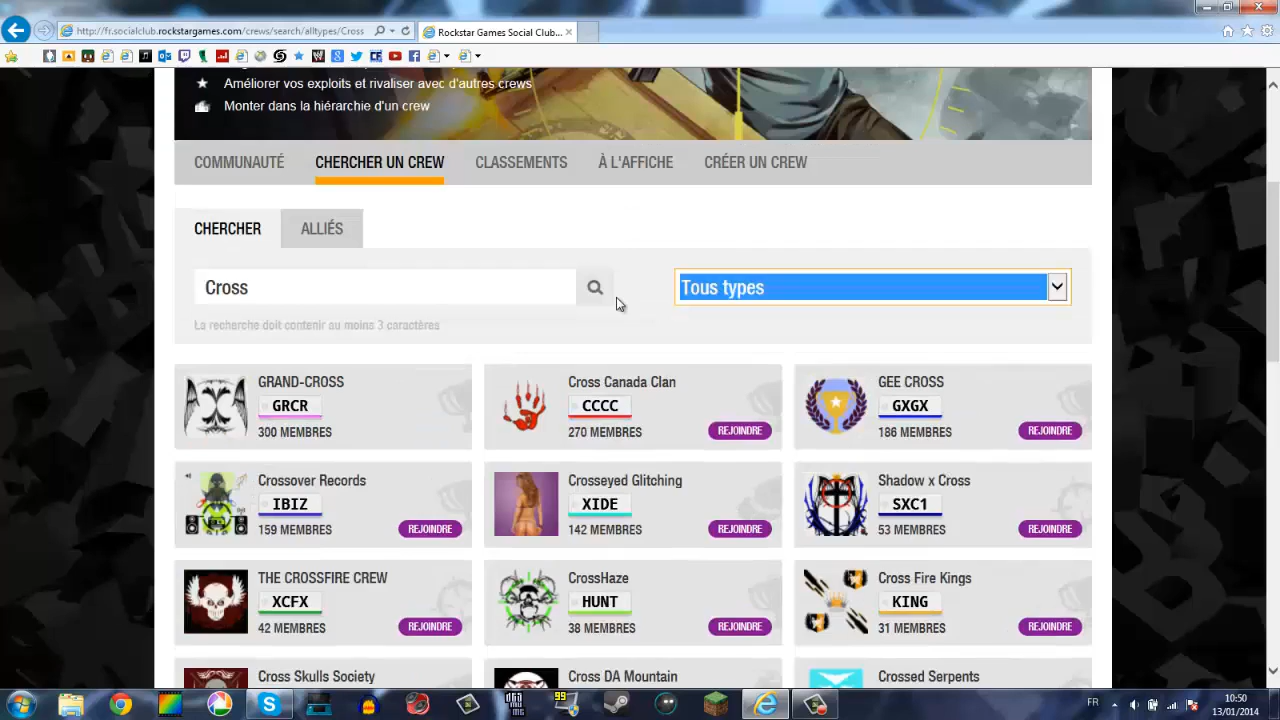 http://fr.socialclub.rockstargames.com/crews/search/alltypes/Cross
Rockstar Games Social Club...
Améliorer vos exploits et rivaliser avec d'autres crews
Monter dans la hiérarchie d'un crew
COMMUNAUTÉ CHERCHER UN CREW CLASSEMENTS À L'AFFICHE CRÉER UN CREW
CHERCHER ALLIÉS
Cross
Tous types
La recherche doit contenir au moins 3 caractères
GRAND-CROSS
GRCR
300 MEMBRES
Cross Canada Clan
CCCC
270 MEMBRES
REJOINDRE
GEE CROSS
GXGX
186 MEMBRES
REJOINDRE
Crossover Records
IBIZ
159 MEMBRES
REJOINDRE
Crosseyed Glitching
XIDE
142 MEMBRES
REJOINDRE
Shadow x Cross
SXC1
53 MEMBRES
REJOINDRE
THE CROSSFIRE CREW
XCFX
42 MEMBRES
REJOINDRE
CrossHaze
HUNT
38 MEMBRES
REJOINDRE
Cross Fire Kings
KING
31 MEMBRES
REJOINDRE
Cross Skulls Society
Cross DA Mountain
Crossed Serpents
FR
10:50
13/01/2014